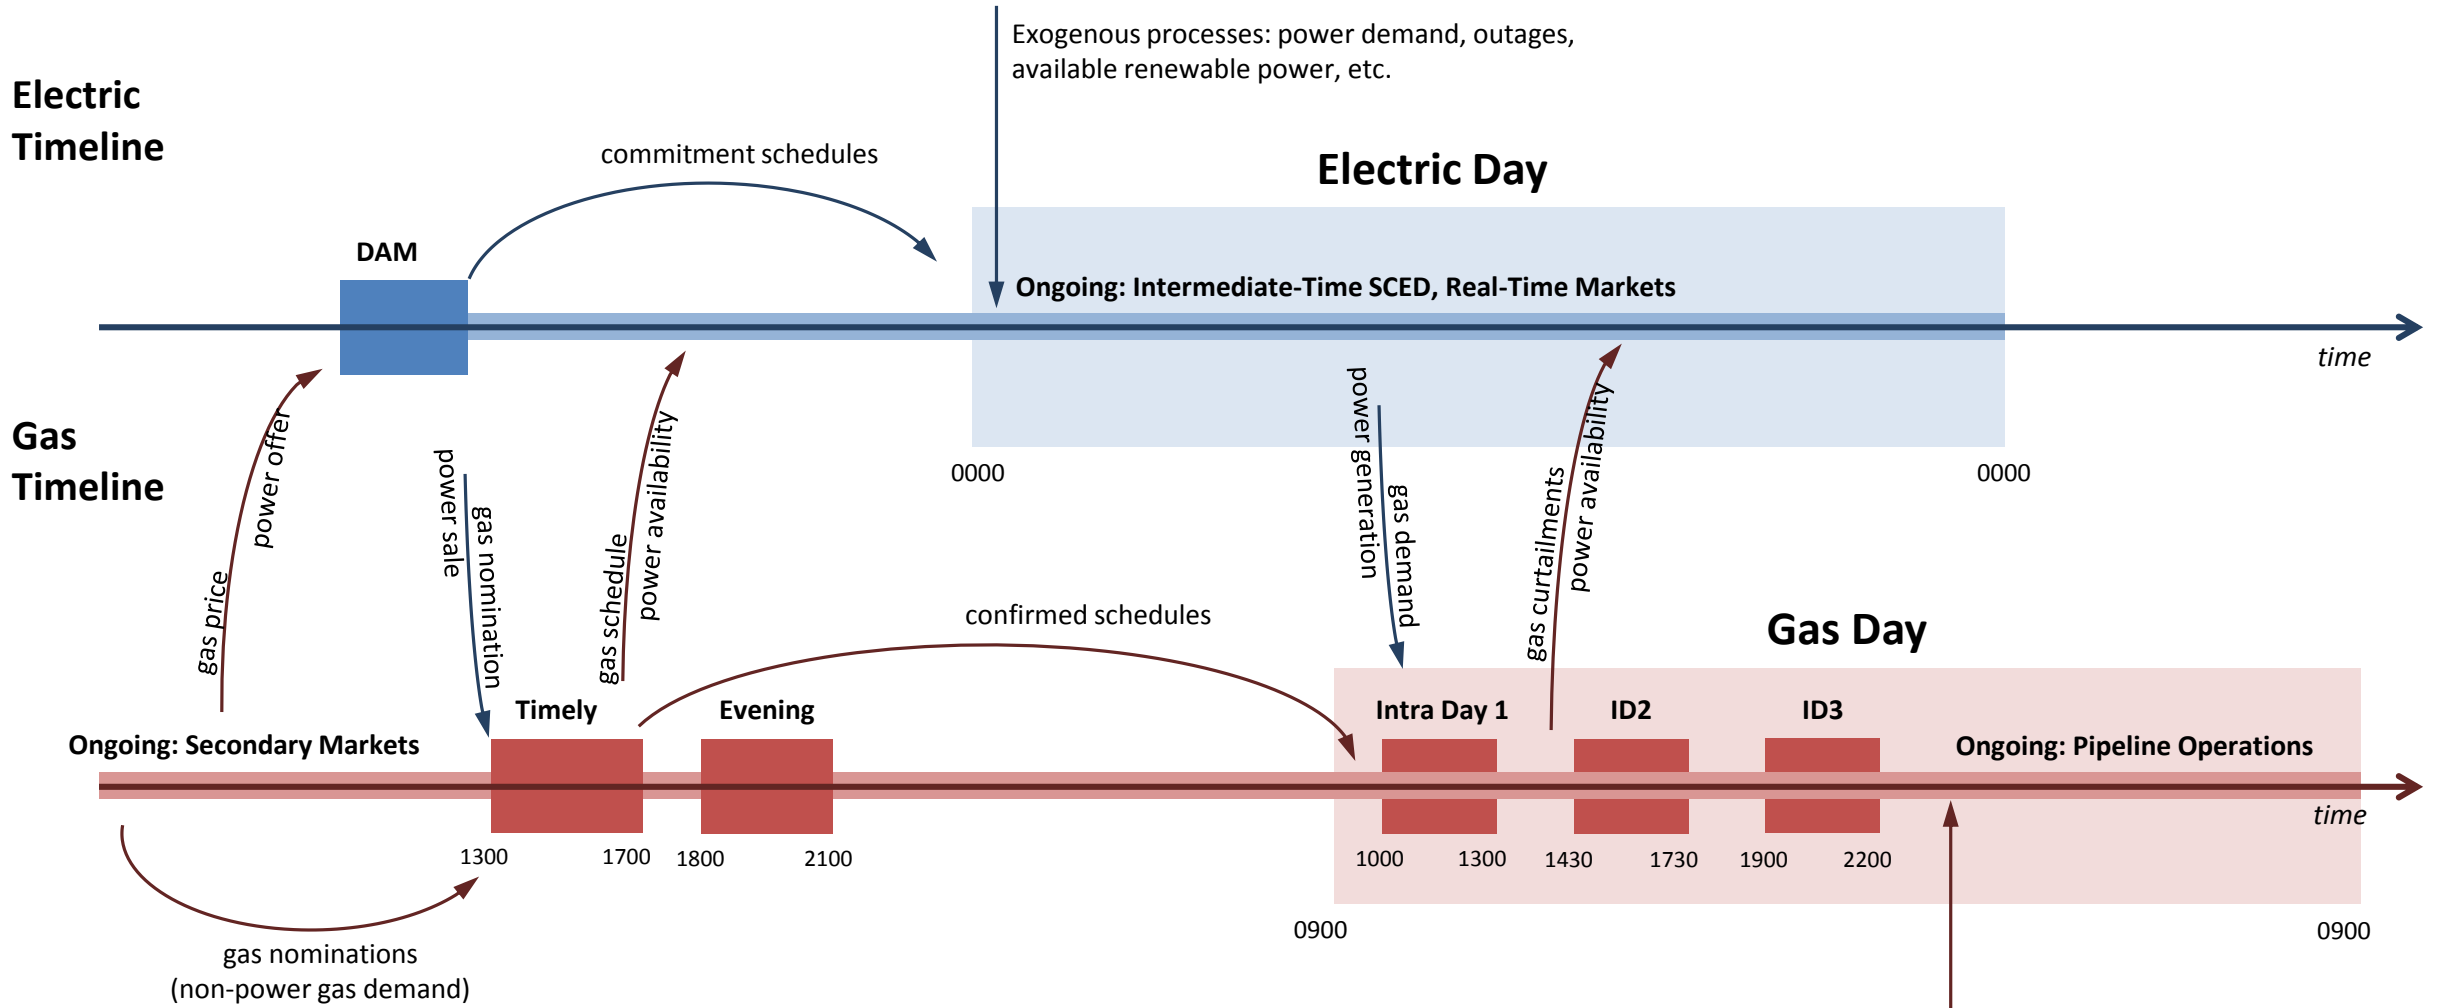 Exogenous processes: power demand, outages,
available renewable power, etc.
Electric
Timeline
commitment schedules
Electric Day
DAM
Ongoing: Intermediate-Time SCED, Real-Time Markets
time
Gas
Timeline
0000
0000
gas price
power offer
power sale
gas nomination
gas schedule
power availability
power generation
gas demand
gas curtailments
power availability
confirmed schedules
Gas Day
Timely
Evening
Intra Day 1
ID2
ID3
Ongoing: Secondary Markets
Ongoing: Pipeline Operations
time
1300
1700
1800
2100
1000
1300
1430
1730
1900
2200
0900
0900
gas nominations
(non-power gas demand)